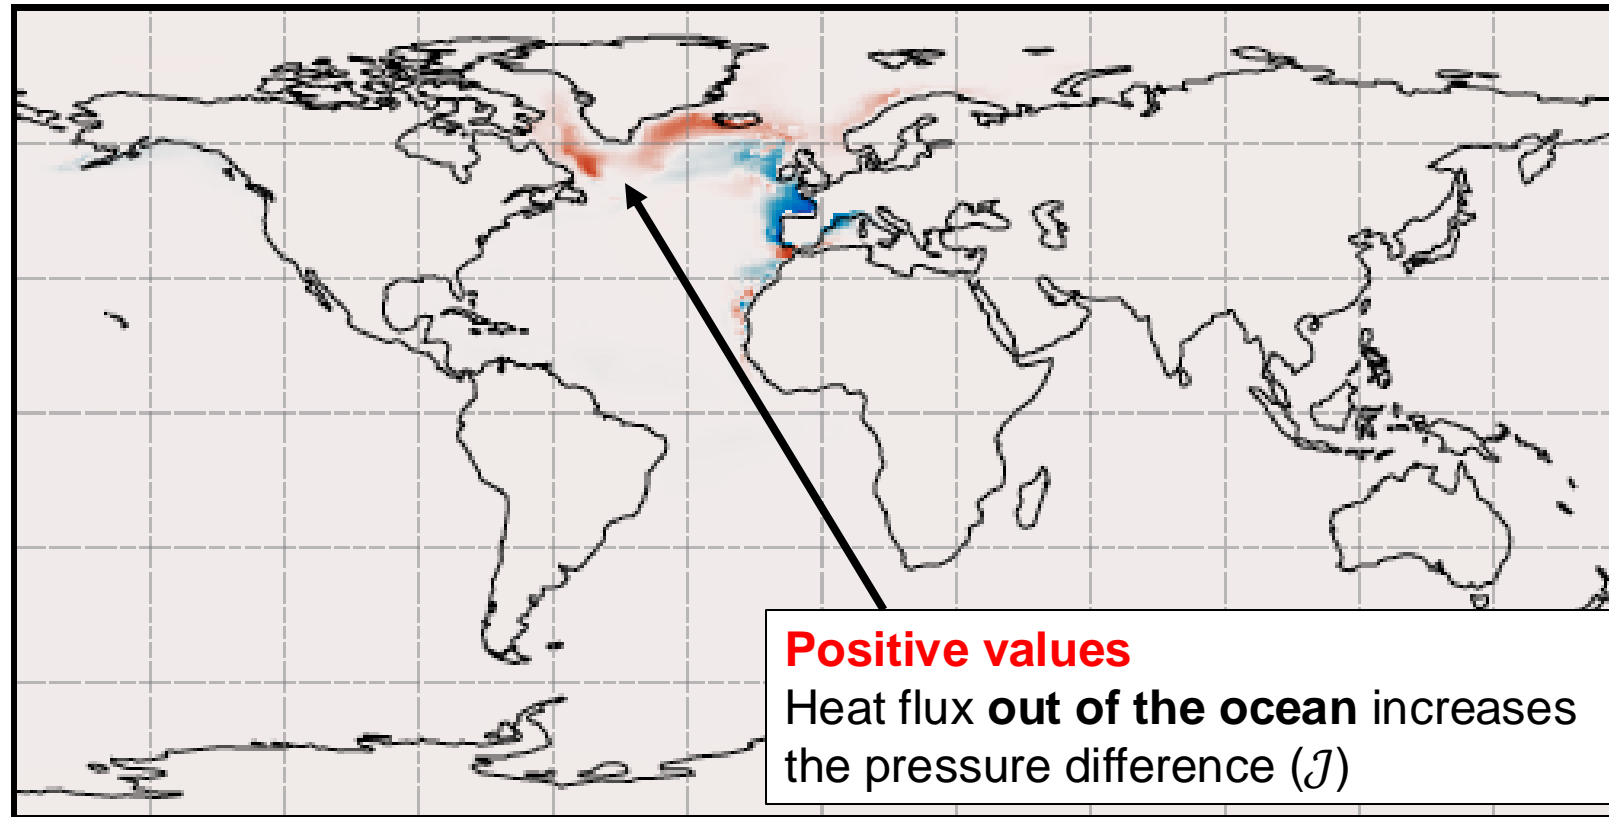 Positive values
Heat flux out of the ocean increases
the pressure difference (𝒥)